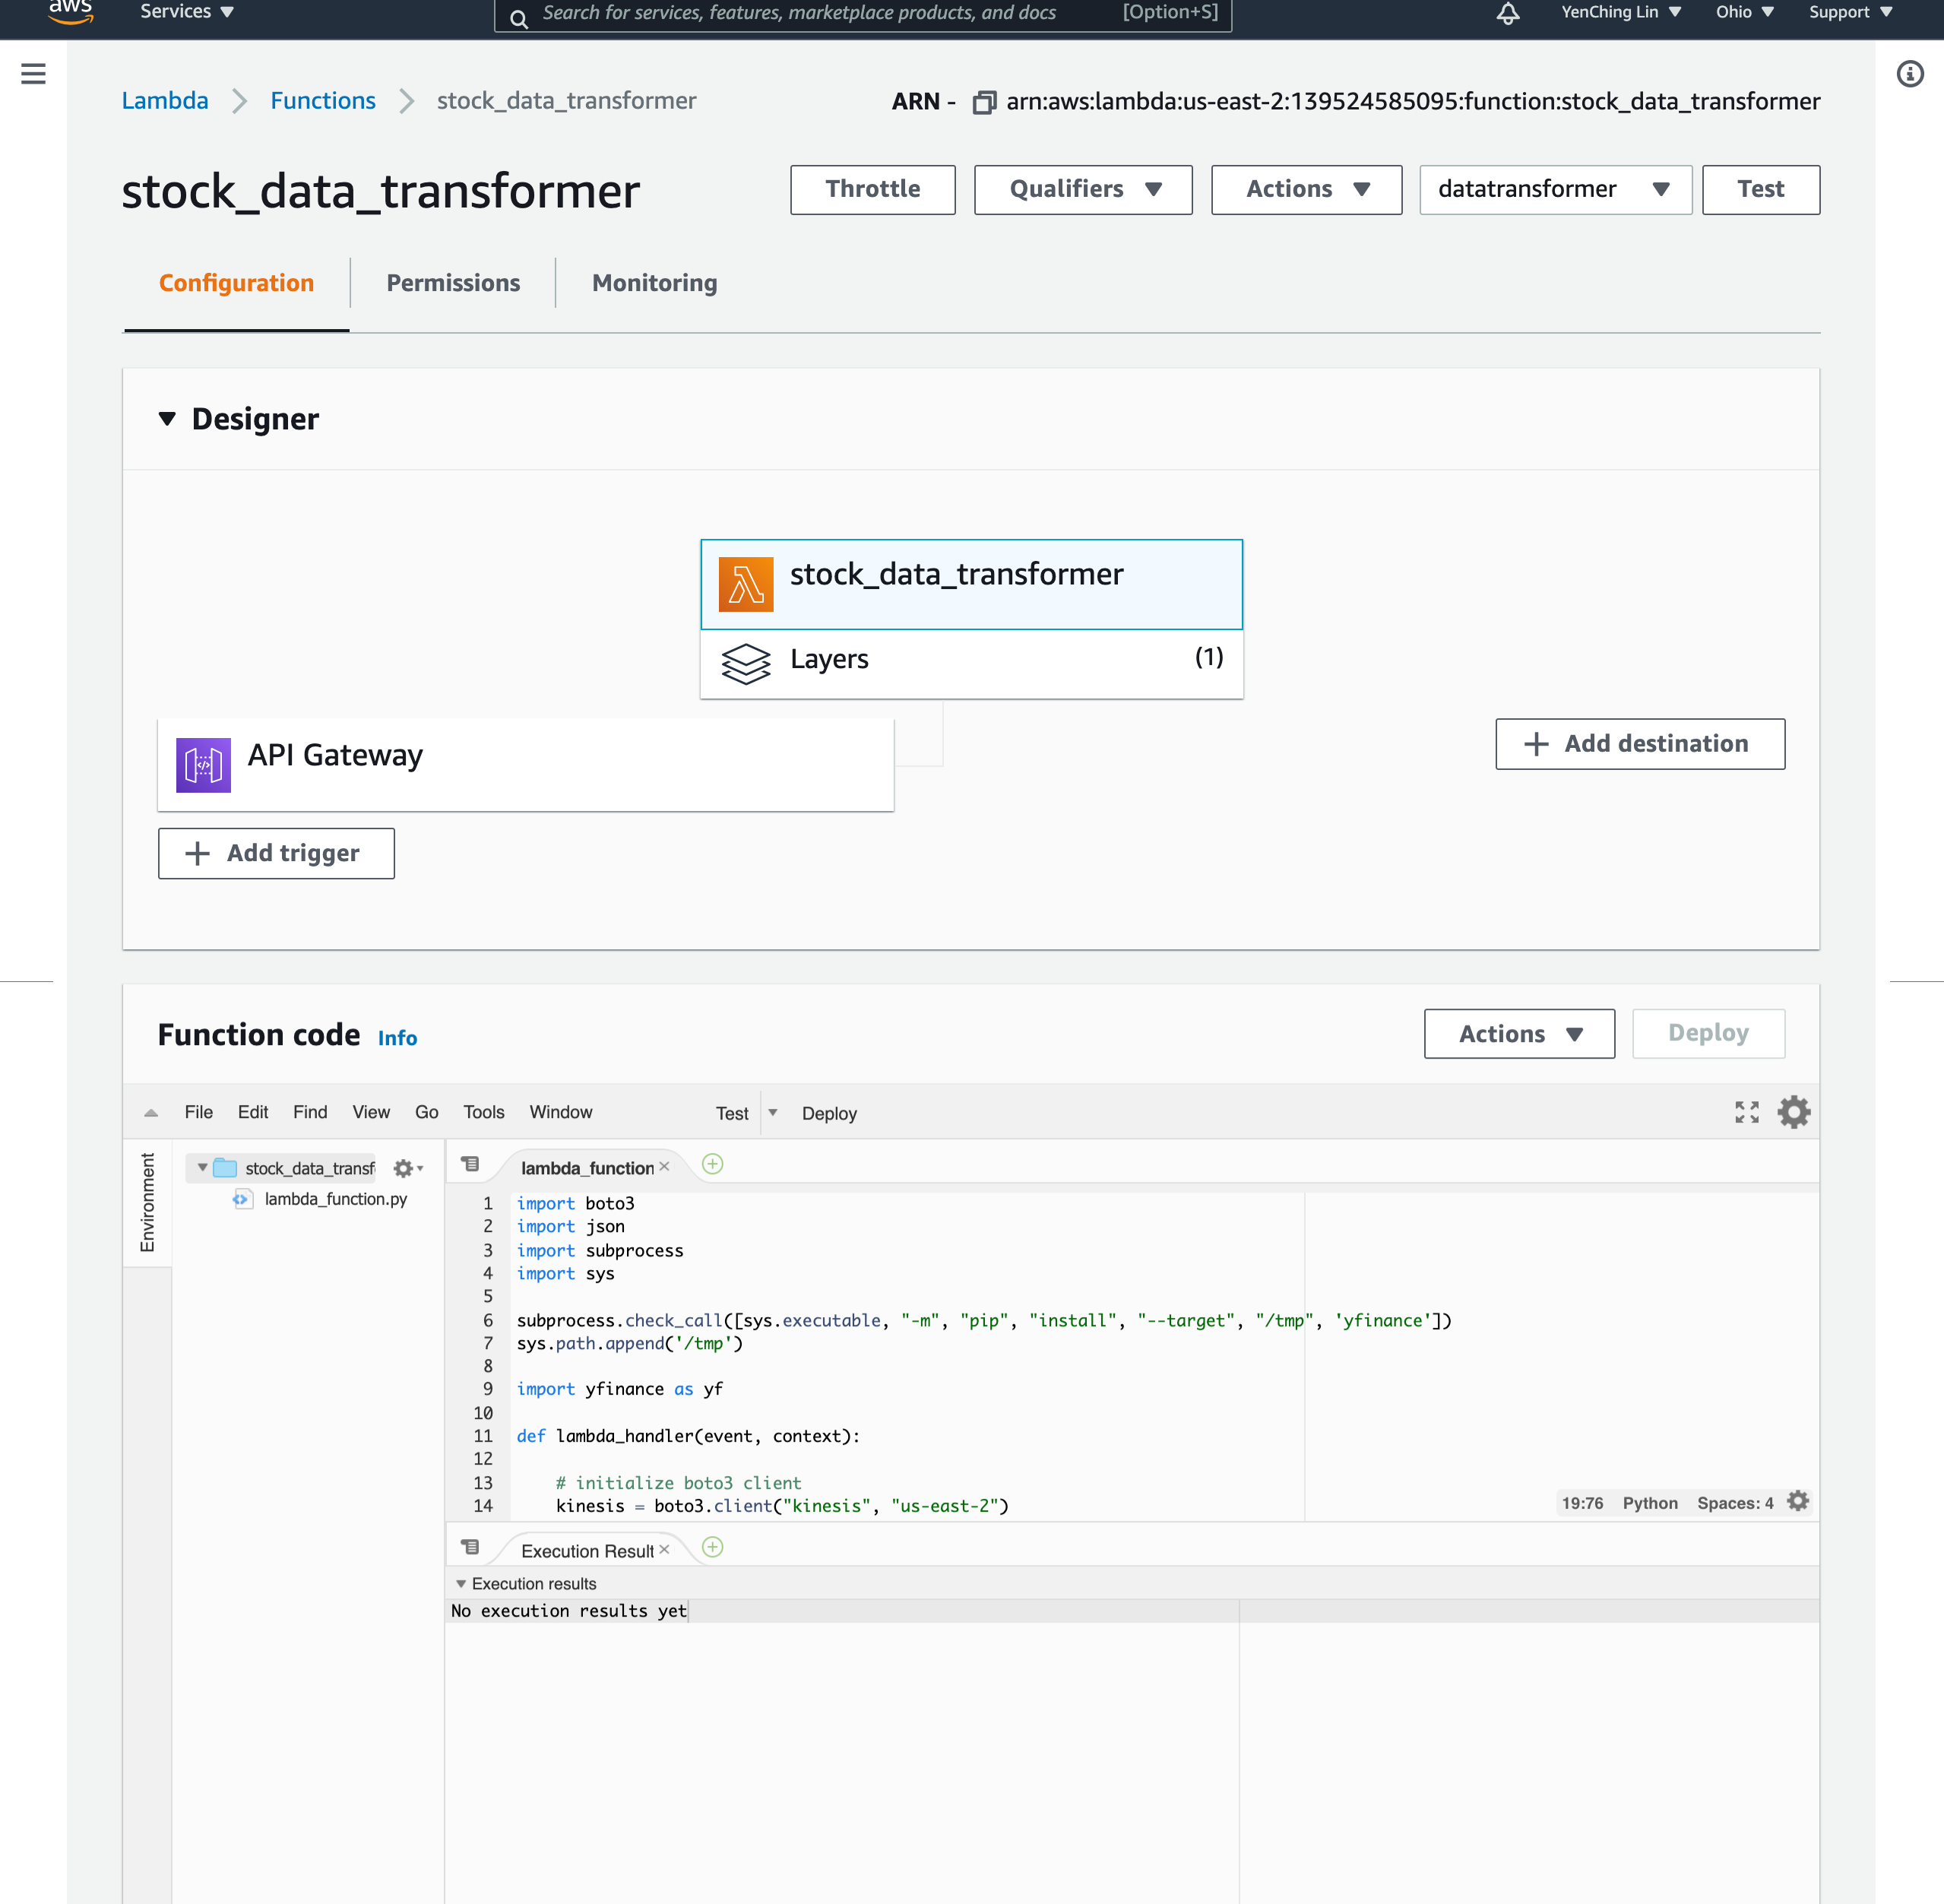 aws Services Search for services, features, marketplace products, and docs [Option+S] YenChing Lin Ohio Support
Lambda Functions stock_data_transformer ARN - arn:aws:lambda:us-east-2:139524585095:function:stock_data_transformer
stock_data_transformer Throttle Qualifiers Actions datatransformer Test
Configuration Permissions Monitoring
Designer
stock_data_transformer
Layers (1)
API Gateway
Add destination
Add trigger
Function code Info Actions Deploy
File Edit Find View Go Tools Window Test Deploy
Environment
stock_data_transf
lambda_function.py
lambda_function
1 import boto3
2 import json
3 import subprocess
4 import sys
5
6 subprocess.check_call([sys.executable, "-m", "pip", "install", "--target", "/tmp", 'yfinance'])
7 sys.path.append('/tmp')
8
9 import yfinance as yf
10
11 def lambda_handler(event, context):
12
13     # initialize boto3 client
14     kinesis = boto3.client("kinesis", "us-east-2")
19:76 Python Spaces: 4
Execution Result
Execution results
No execution results yet